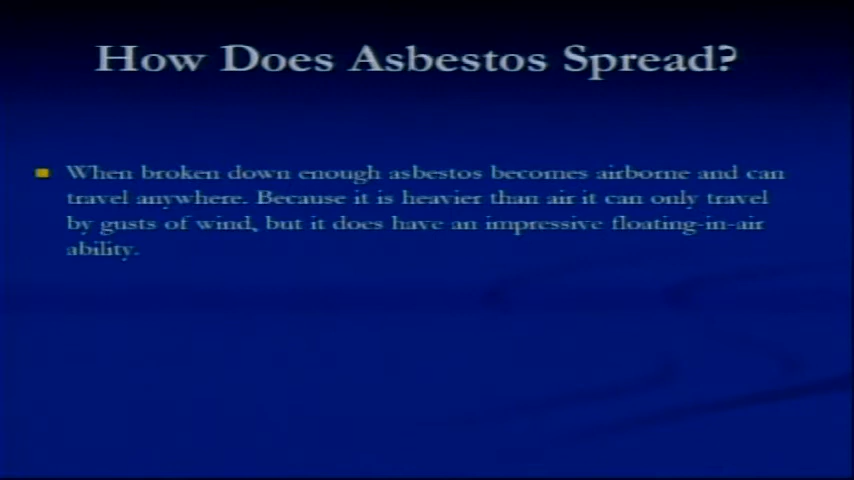 How Does Asbestos Spread?
When broken down enough asbestos becomes airborne and can
travel anywhere. Because it is heavier than air it can only travel
by gusts of wind, but it does have an impressive floating-in-air
ability.